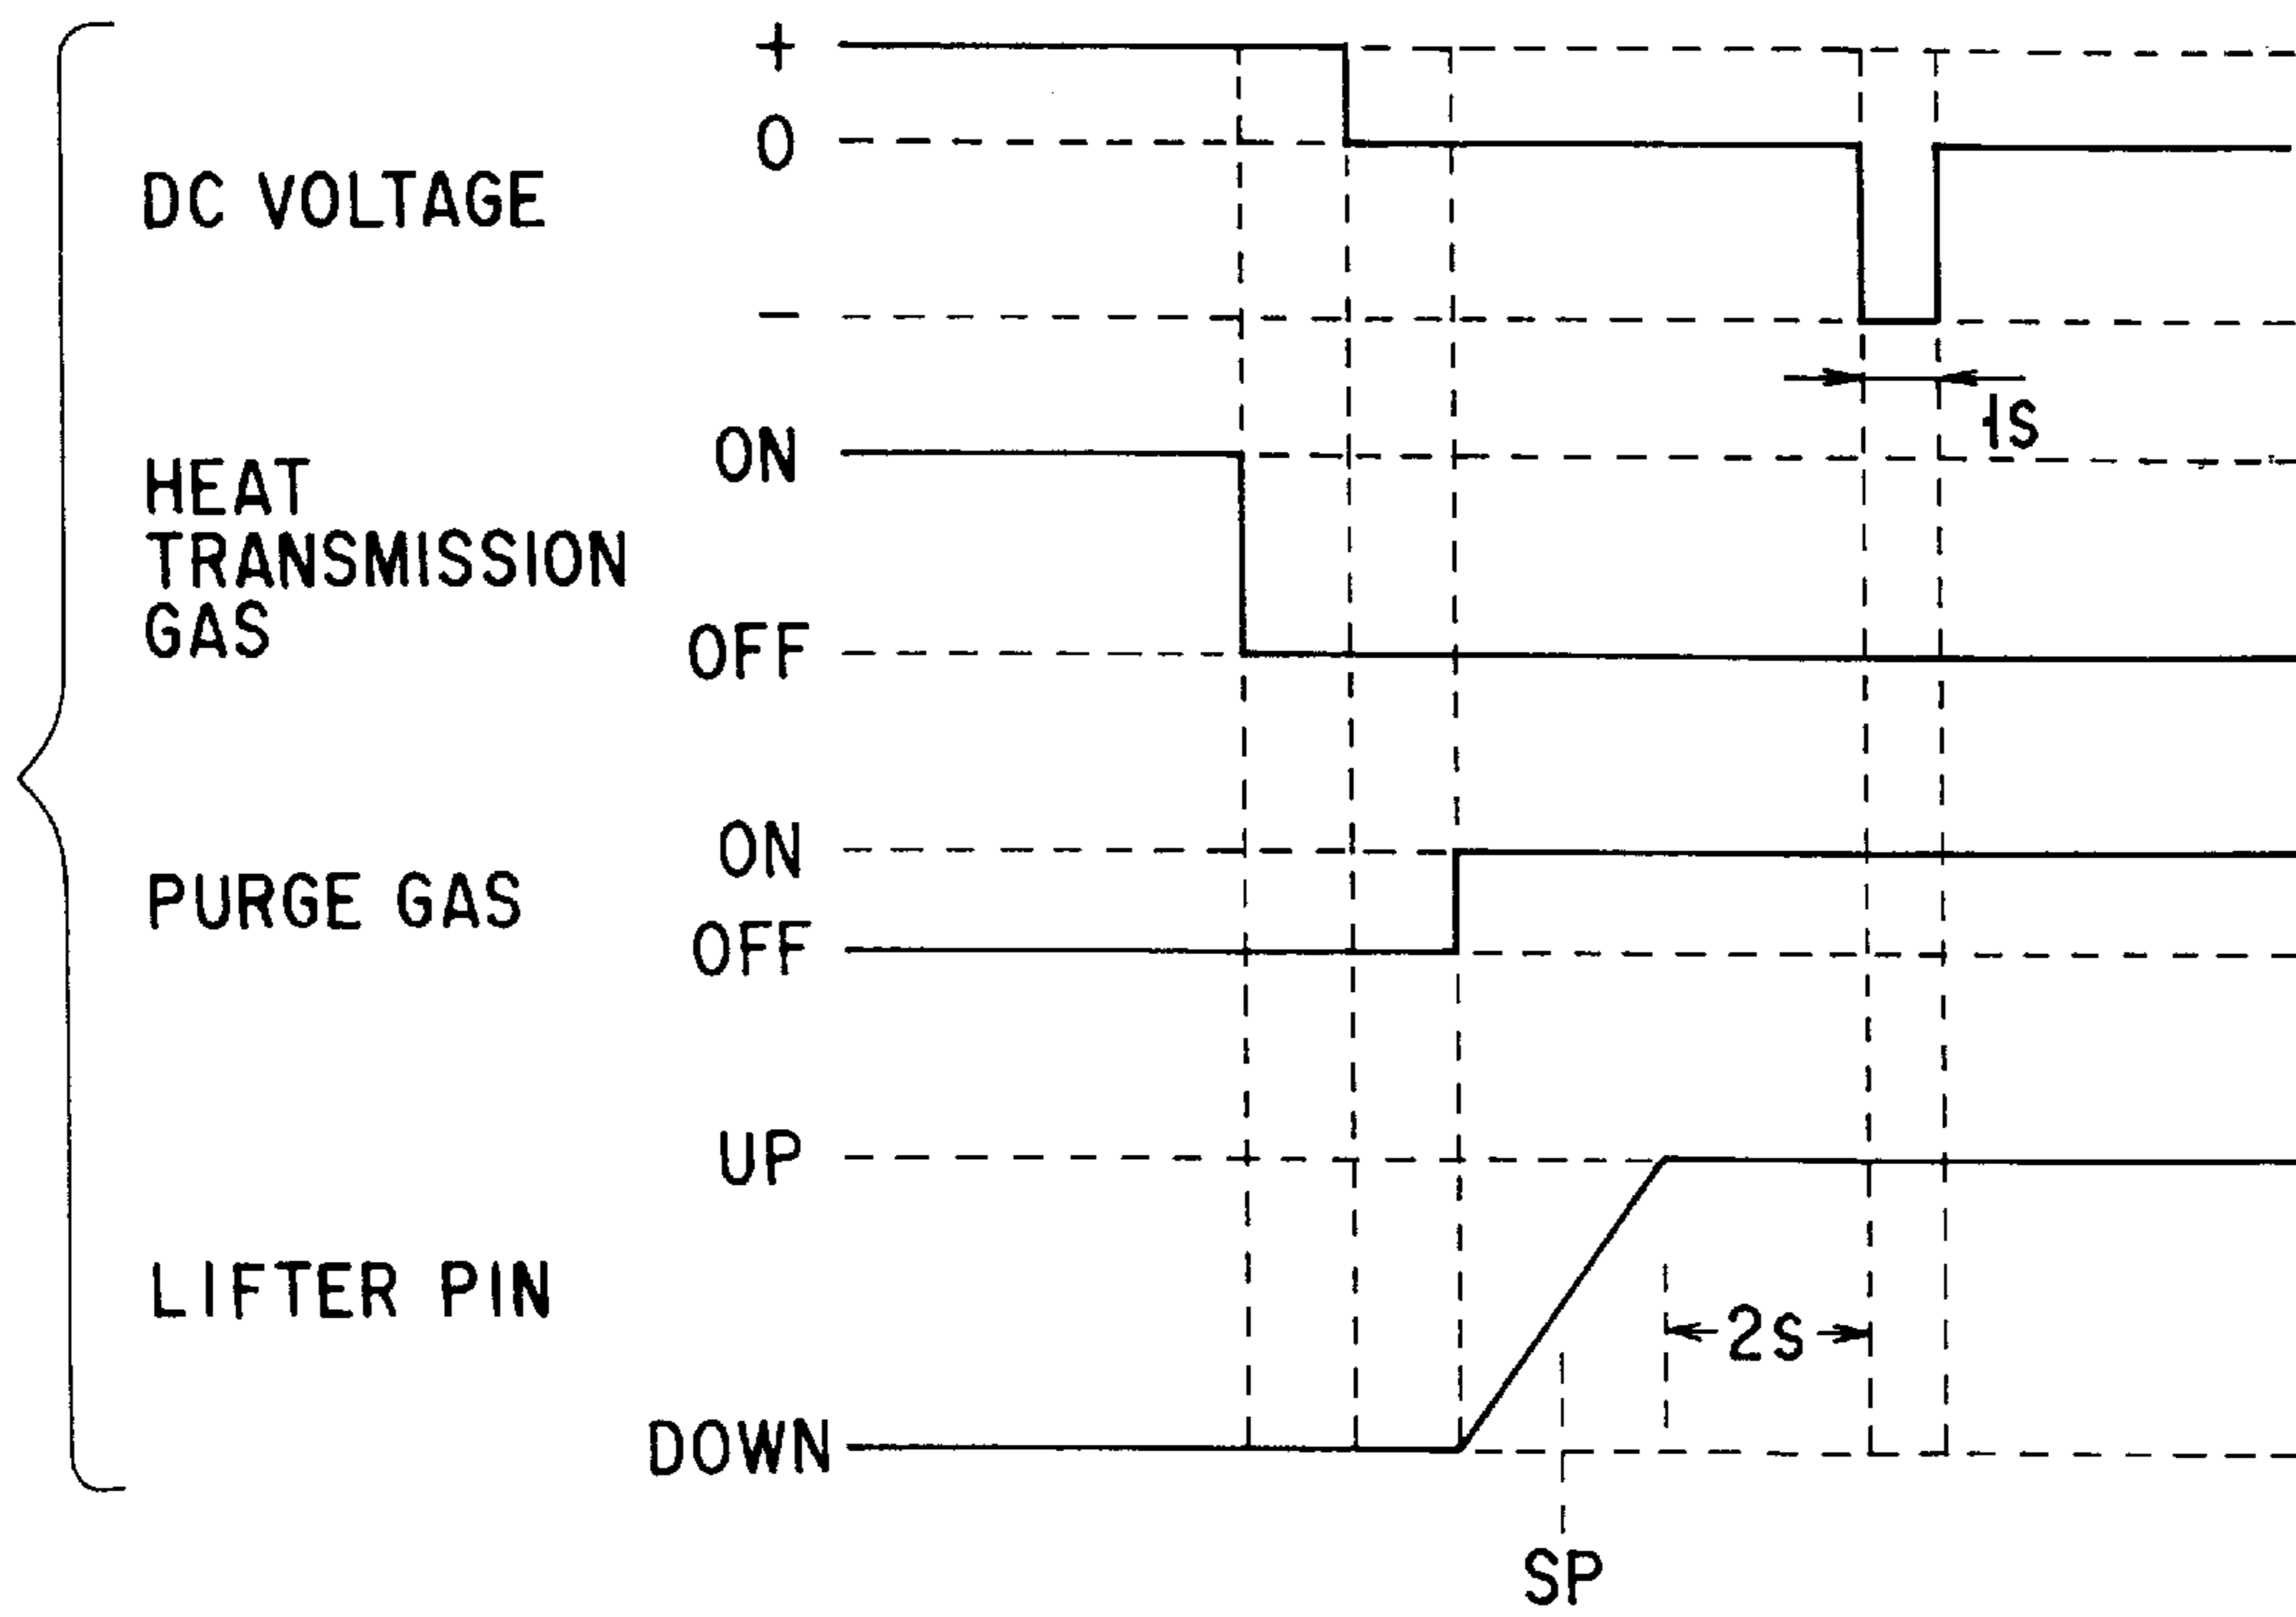 +
0
DC VOLTAGE
−
1S
ON
HEAT
TRANSMISSION
GAS
OFF
ON
PURGE GAS
OFF
UP
LIFTER PIN
2S
DOWN
SP